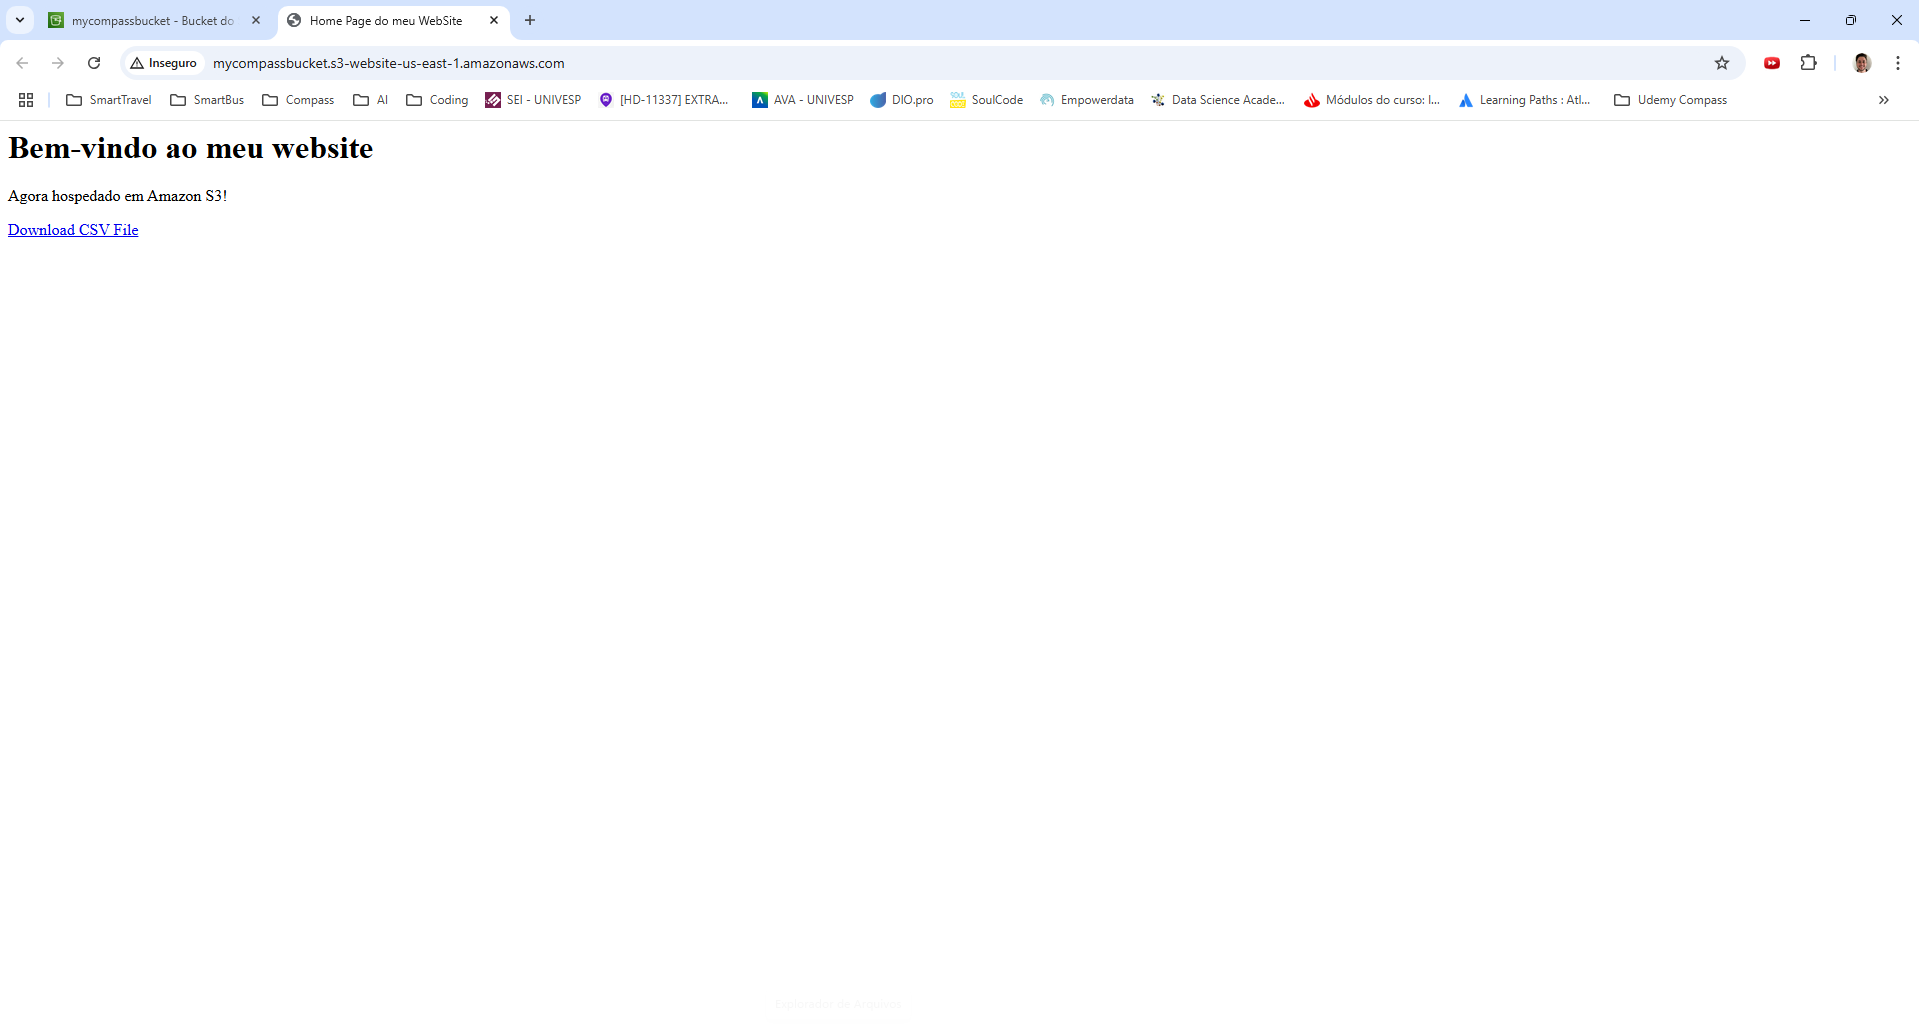 mycompassbucket - Bucket do
Home Page do meu WebSite
Inseguro
mycompassbucket.s3-website-us-east-1.amazonaws.com
SmartTravel
SmartBus
Compass
AI
Coding
SEI - UNIVESP
[HD-11337] EXTRA...
AVA - UNIVESP
DIO.pro
SoulCode
Empowerdata
Data Science Acade...
Módulos do curso: I...
Learning Paths : Atl...
Udemy Compass
Bem-vindo ao meu website
Agora hospedado em Amazon S3!
Download CSV File